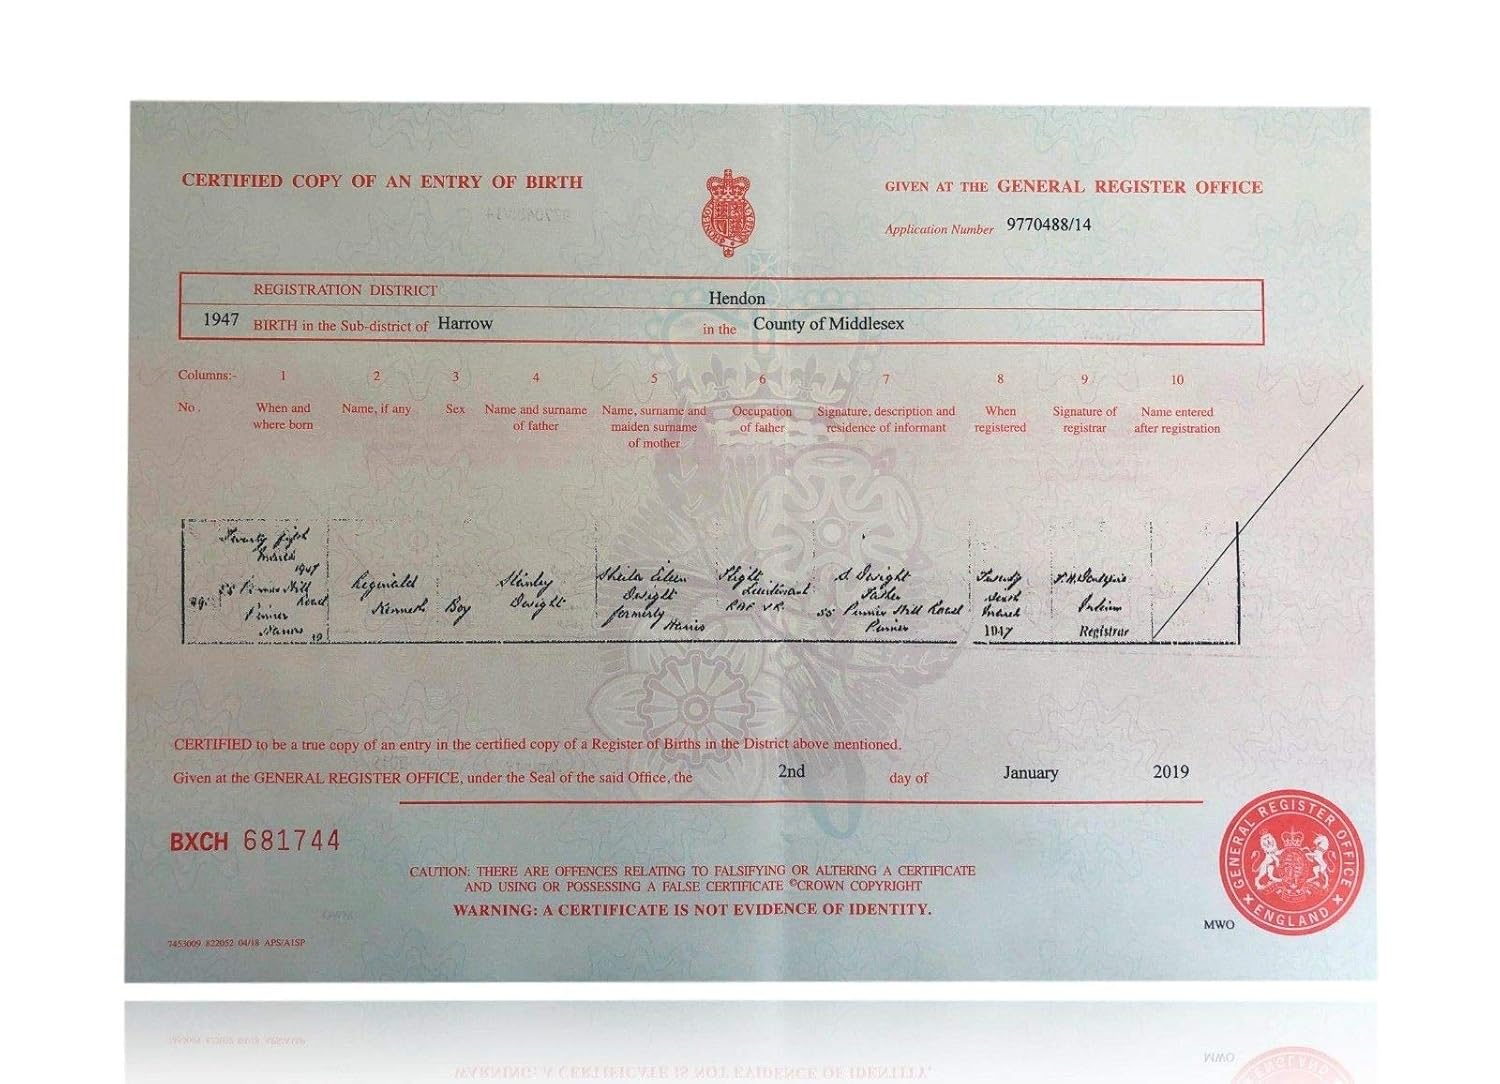 CERTIFIED COPY OF AN ENTRY OF BIRTH
GIVEN AT THE GENERAL REGISTER OFFICE
Application Number 9770488/14
REGISTRATION DISTRICT Hendon
1947 BIRTH in the Sub-district of Harrow in the County of Middlesex
Columns:- 1 2 3 4 5 6 7 8 9 10
No. When and where born
Name, if any
Sex
Name and surname of father
Name, surname and maiden surname of mother
Occupation of father
Signature, description and residence of informant
When registered
Signature of registrar
Name entered after registration
Twenty fifth
March
1947
55 Pinner Hill
Road
Pinner
Harrow
Reginald
Kenneth
Boy
Stanley
Dwight
Sheila Eileen
Dwight
formerly
Harris
Flight
Lieutenant
RAF
S Dwight
Father
55 Pinner Hill Road
Pinner
Twenty
March
1947
Interim
Registrar
CERTIFIED to be a true copy of an entry in the certified copy of a Register of Births in the District above mentioned.
Given at the GENERAL REGISTER OFFICE, under the Seal of the said Office, the 2nd day of January 2019
BXCH 681744
CAUTION: THERE ARE OFFENCES RELATING TO FALSIFYING OR ALTERING A CERTIFICATE
AND USING OR POSSESSING A FALSE CERTIFICATE ©CROWN COPYRIGHT
WARNING: A CERTIFICATE IS NOT EVIDENCE OF IDENTITY.
GENERAL REGISTER OFFICE
ENGLAND
MWO
7453009 822052 04/18 APS/A1SP